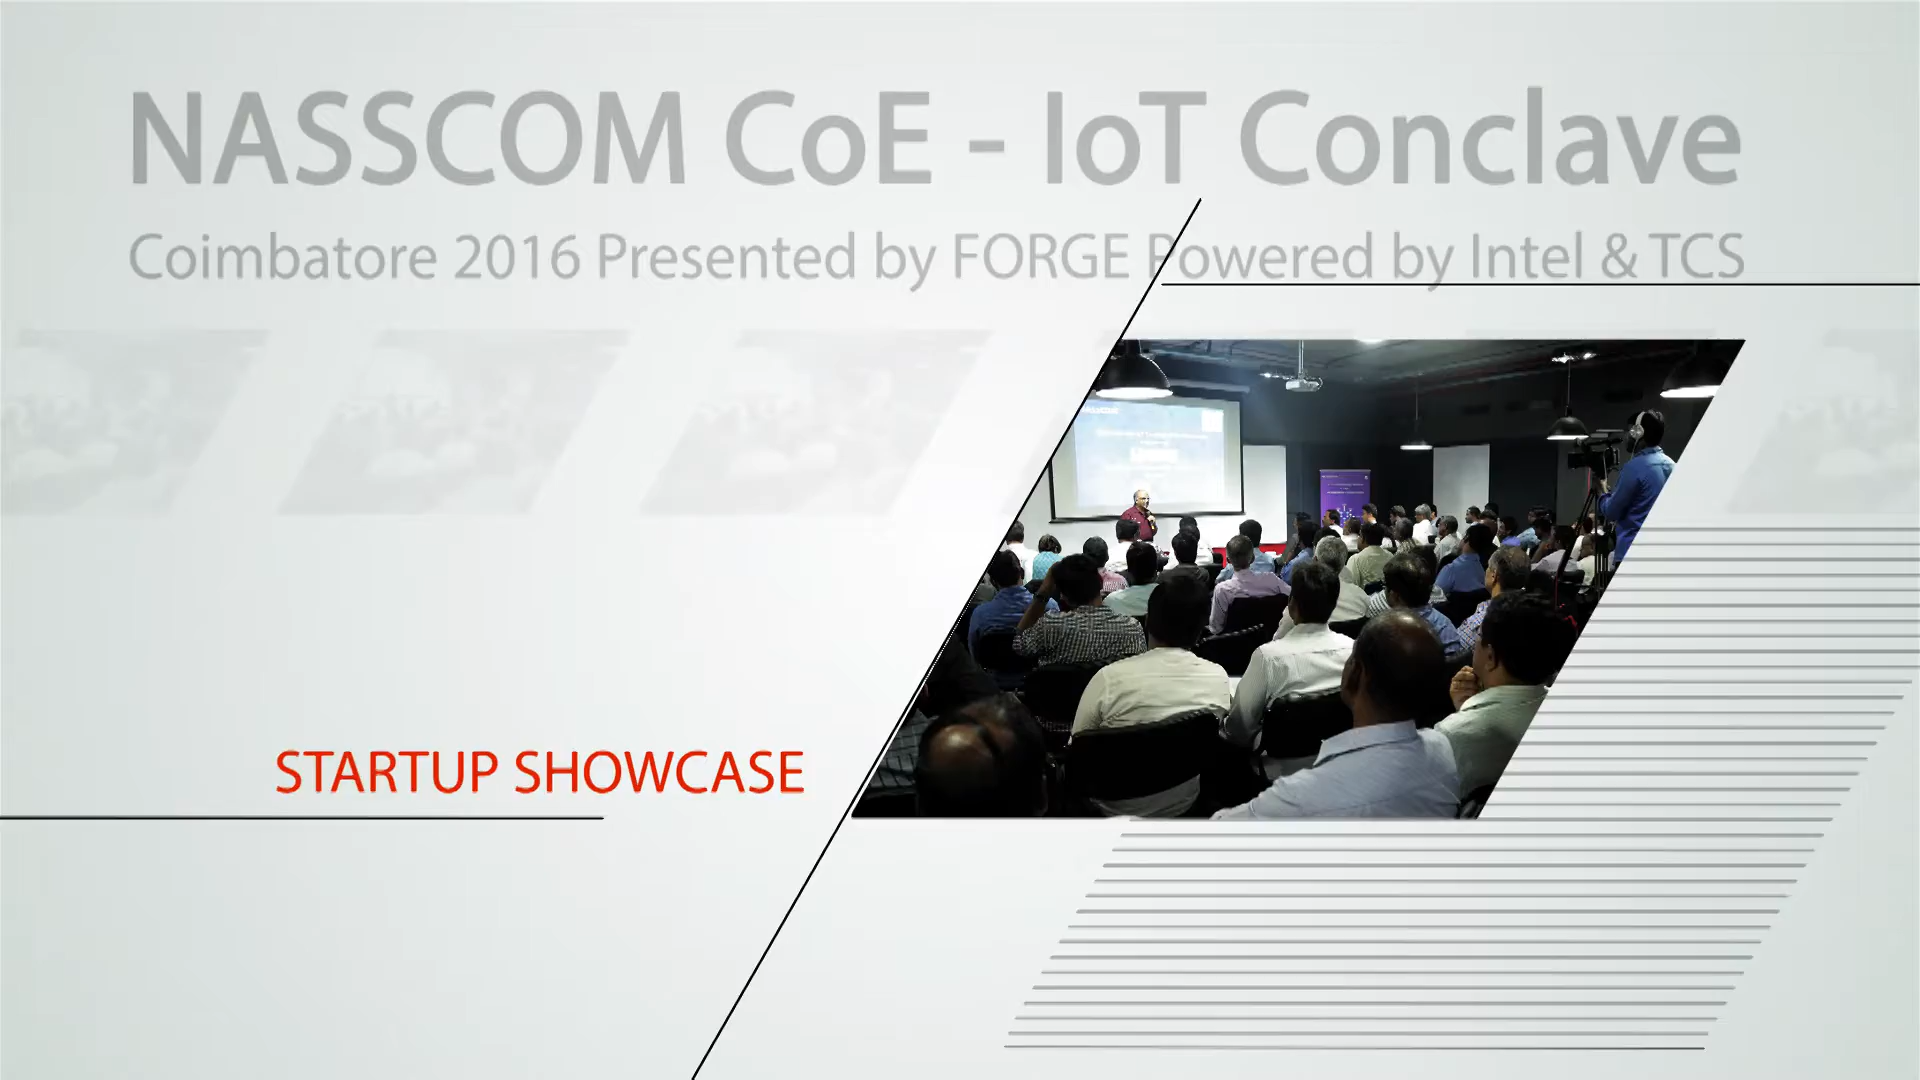 NASSCOM CoE - IoT Conclave
Coimbatore 2016 Presented by FORGE Powered by Intel & TCS
STARTUP SHOWCASE